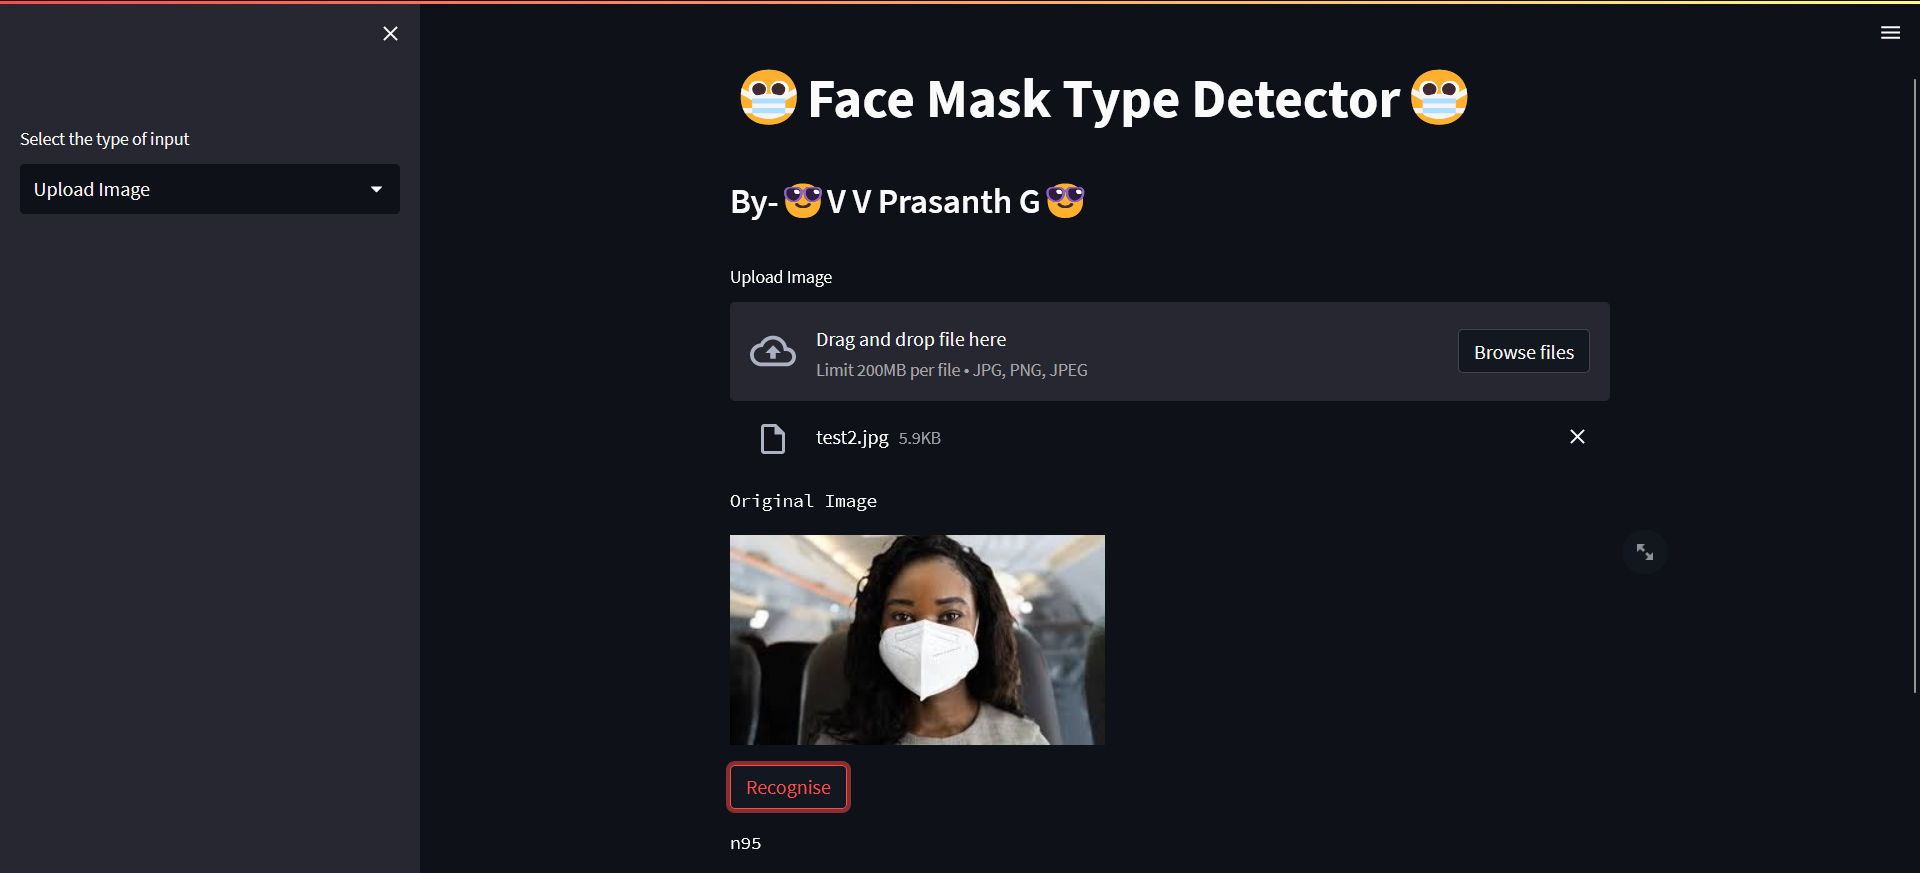 Select the type of input
Upload Image
😷 Face Mask Type Detector 😷
By- 😎 V V Prasanth G 😎
Upload Image
Drag and drop file here
Limit 200MB per file • JPG, PNG, JPEG
Browse files
test2.jpg 5.9KB
Original Image
Recognise
n95